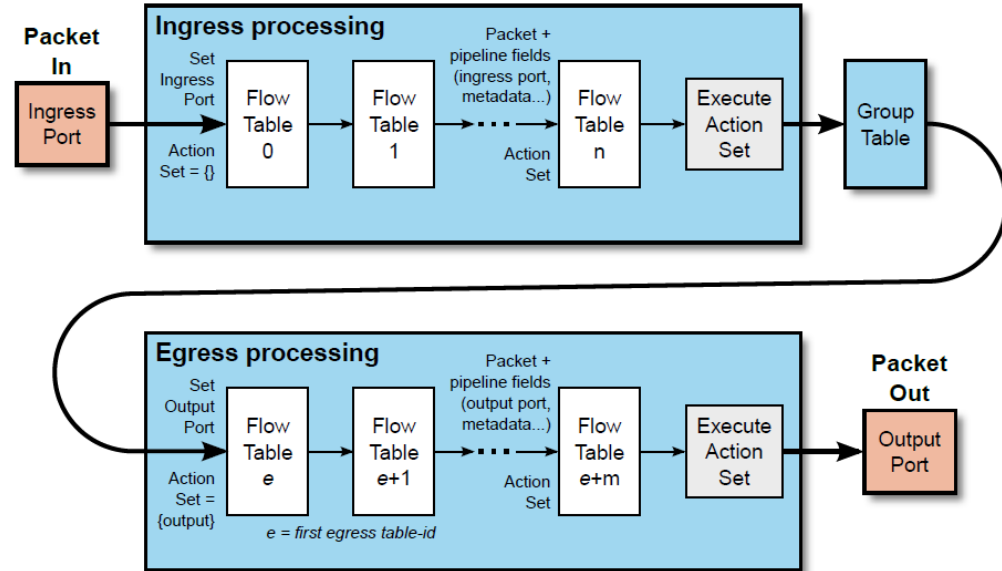 Ingress processing
Packet
In
Ingress
Port
Set
Ingress
Port
Action
Set = {}
Flow
Table
0
Flow
Table
1
Packet +
pipeline fields
(ingress port,
metadata...)
Action
Set
Flow
Table
n
Execute
Action
Set
Group
Table
Egress processing
Set
Output
Port
Action
Set =
{output}
Flow
Table
e
Flow
Table
e+1
e = first egress table-id
Packet +
pipeline fields
(output port,
metadata...)
Action
Set
Flow
Table
e+m
Execute
Action
Set
Packet
Out
Output
Port